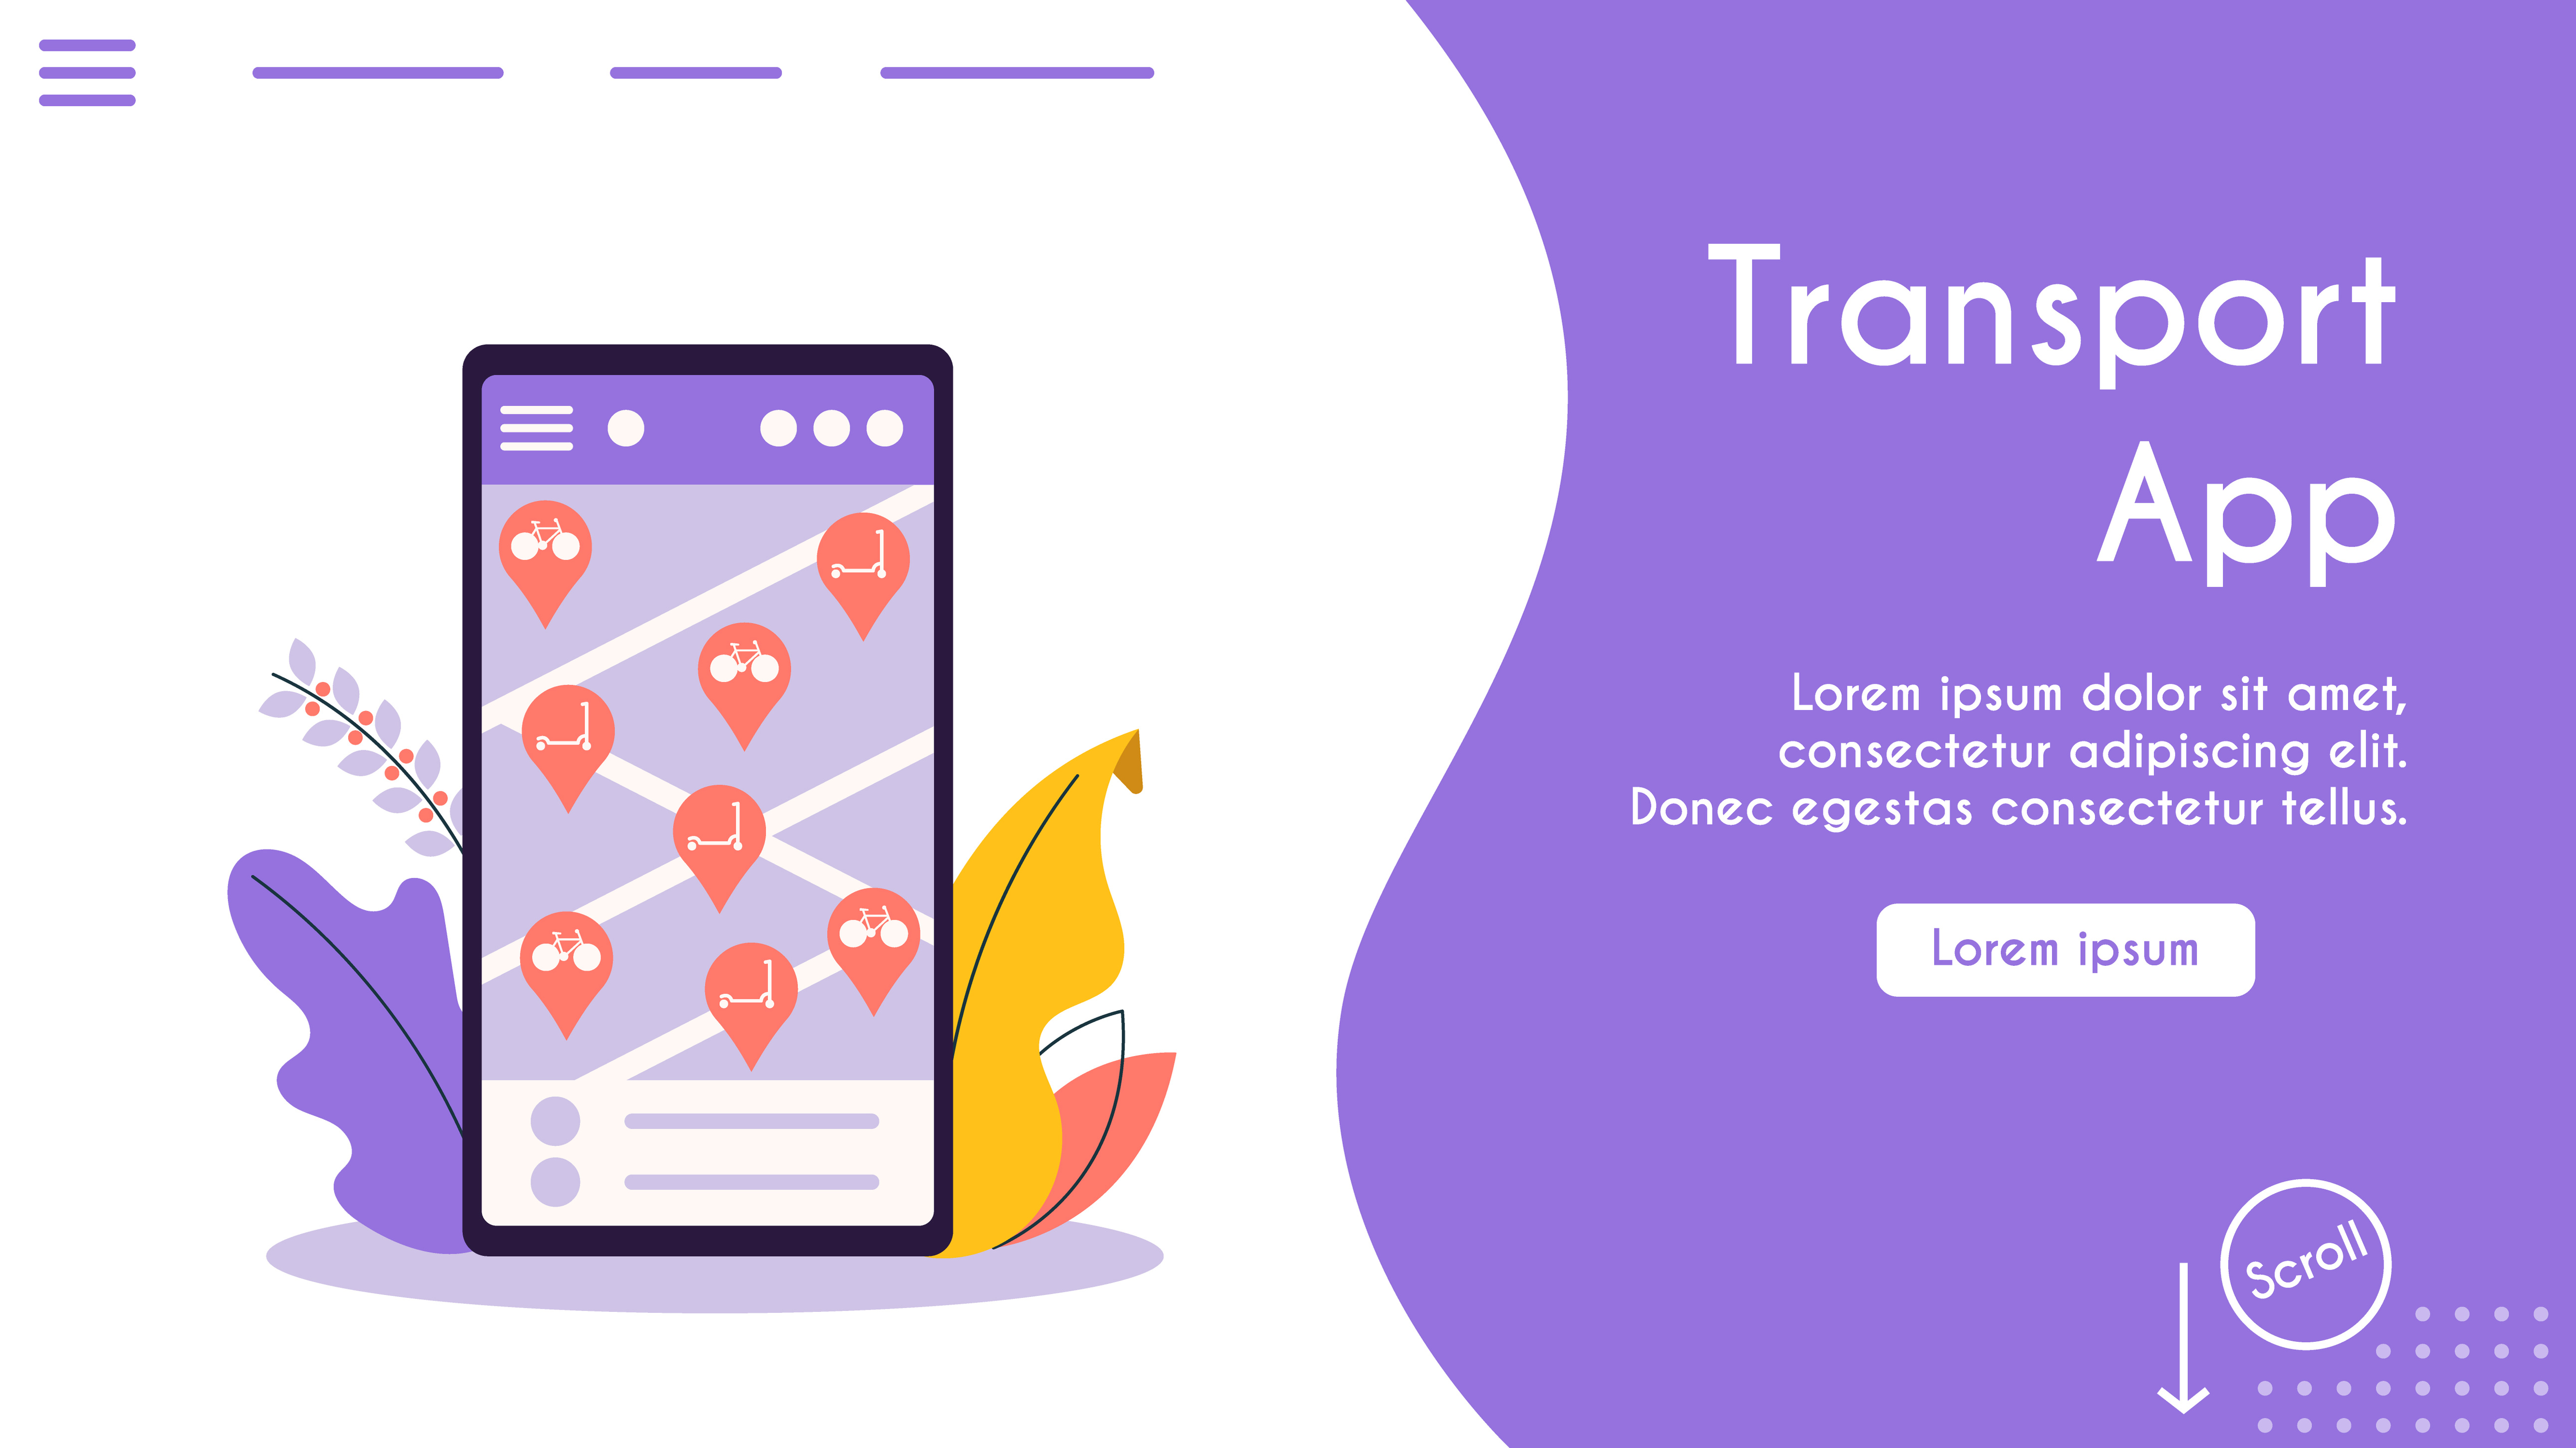 Transport
App
Lorem ipsum dolor sit amet,
consectetur adipiscing elit.
Donec egestas consectetur tellus.
Lorem ipsum
Scroll